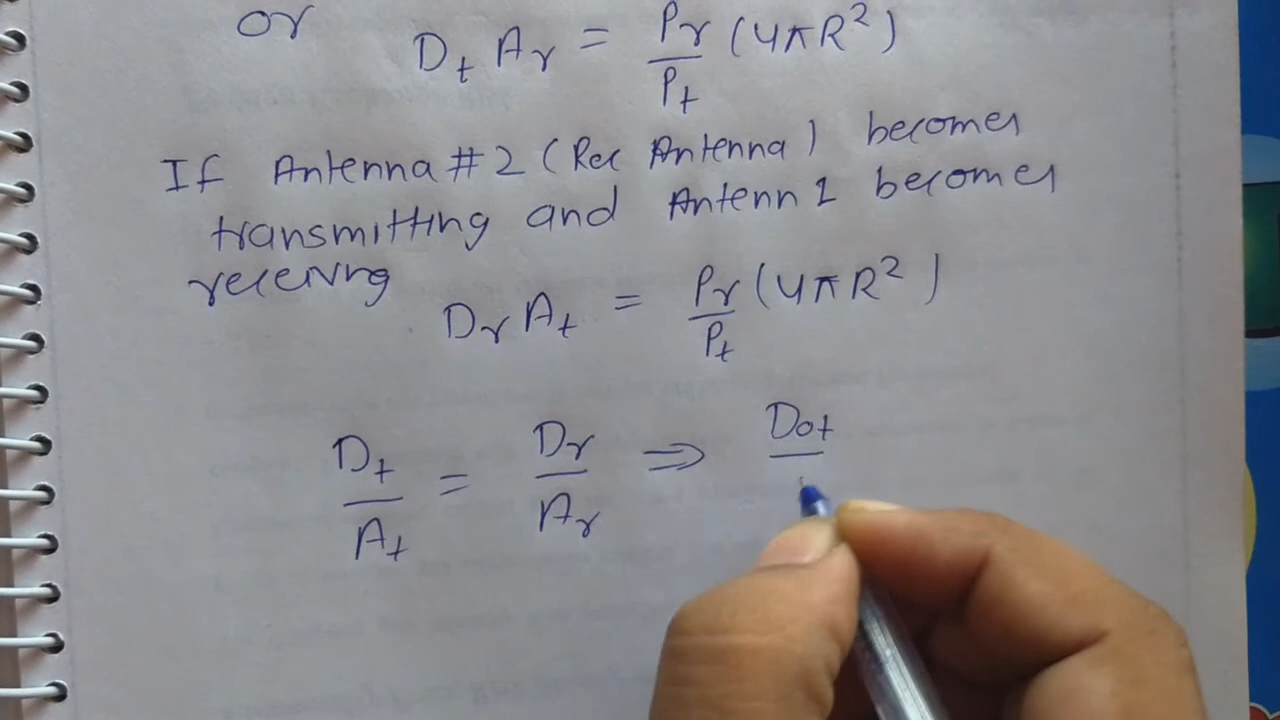 or
D_t A_r = P_r/P_t (4πR²)
If Antenna #2 (Rec Antenna) becomes
transmitting and Antenn 1 becomes
receiving
D_r A_t = P_r/P_t (4πR²)
D_t/A_t = D_r/A_r ⇒ D_ot/